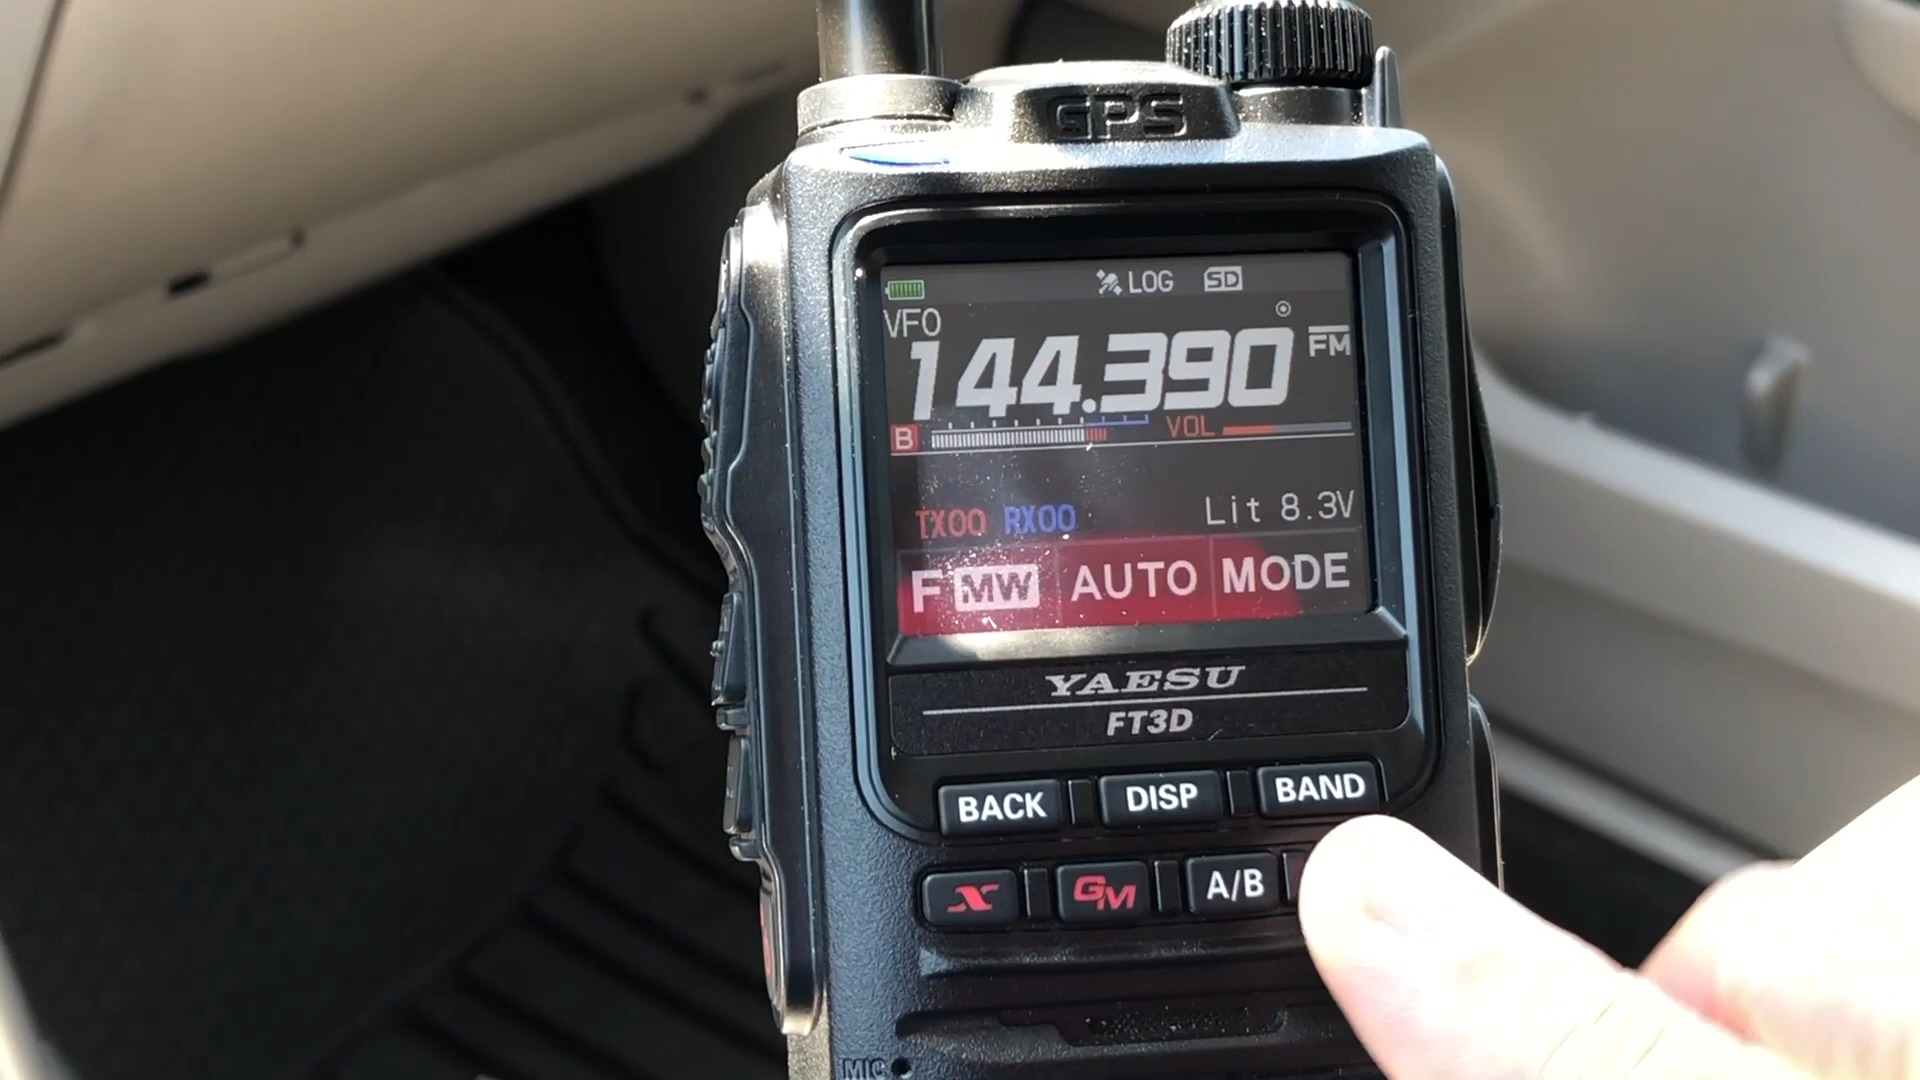 GPS
LOG SD
VFO
144.390 FM
B VOL
TX00 RX00 Lit 8.3V
F MW AUTO MODE
YAESU
FT3D
BACK DISP BAND
X GM A/B
MIC